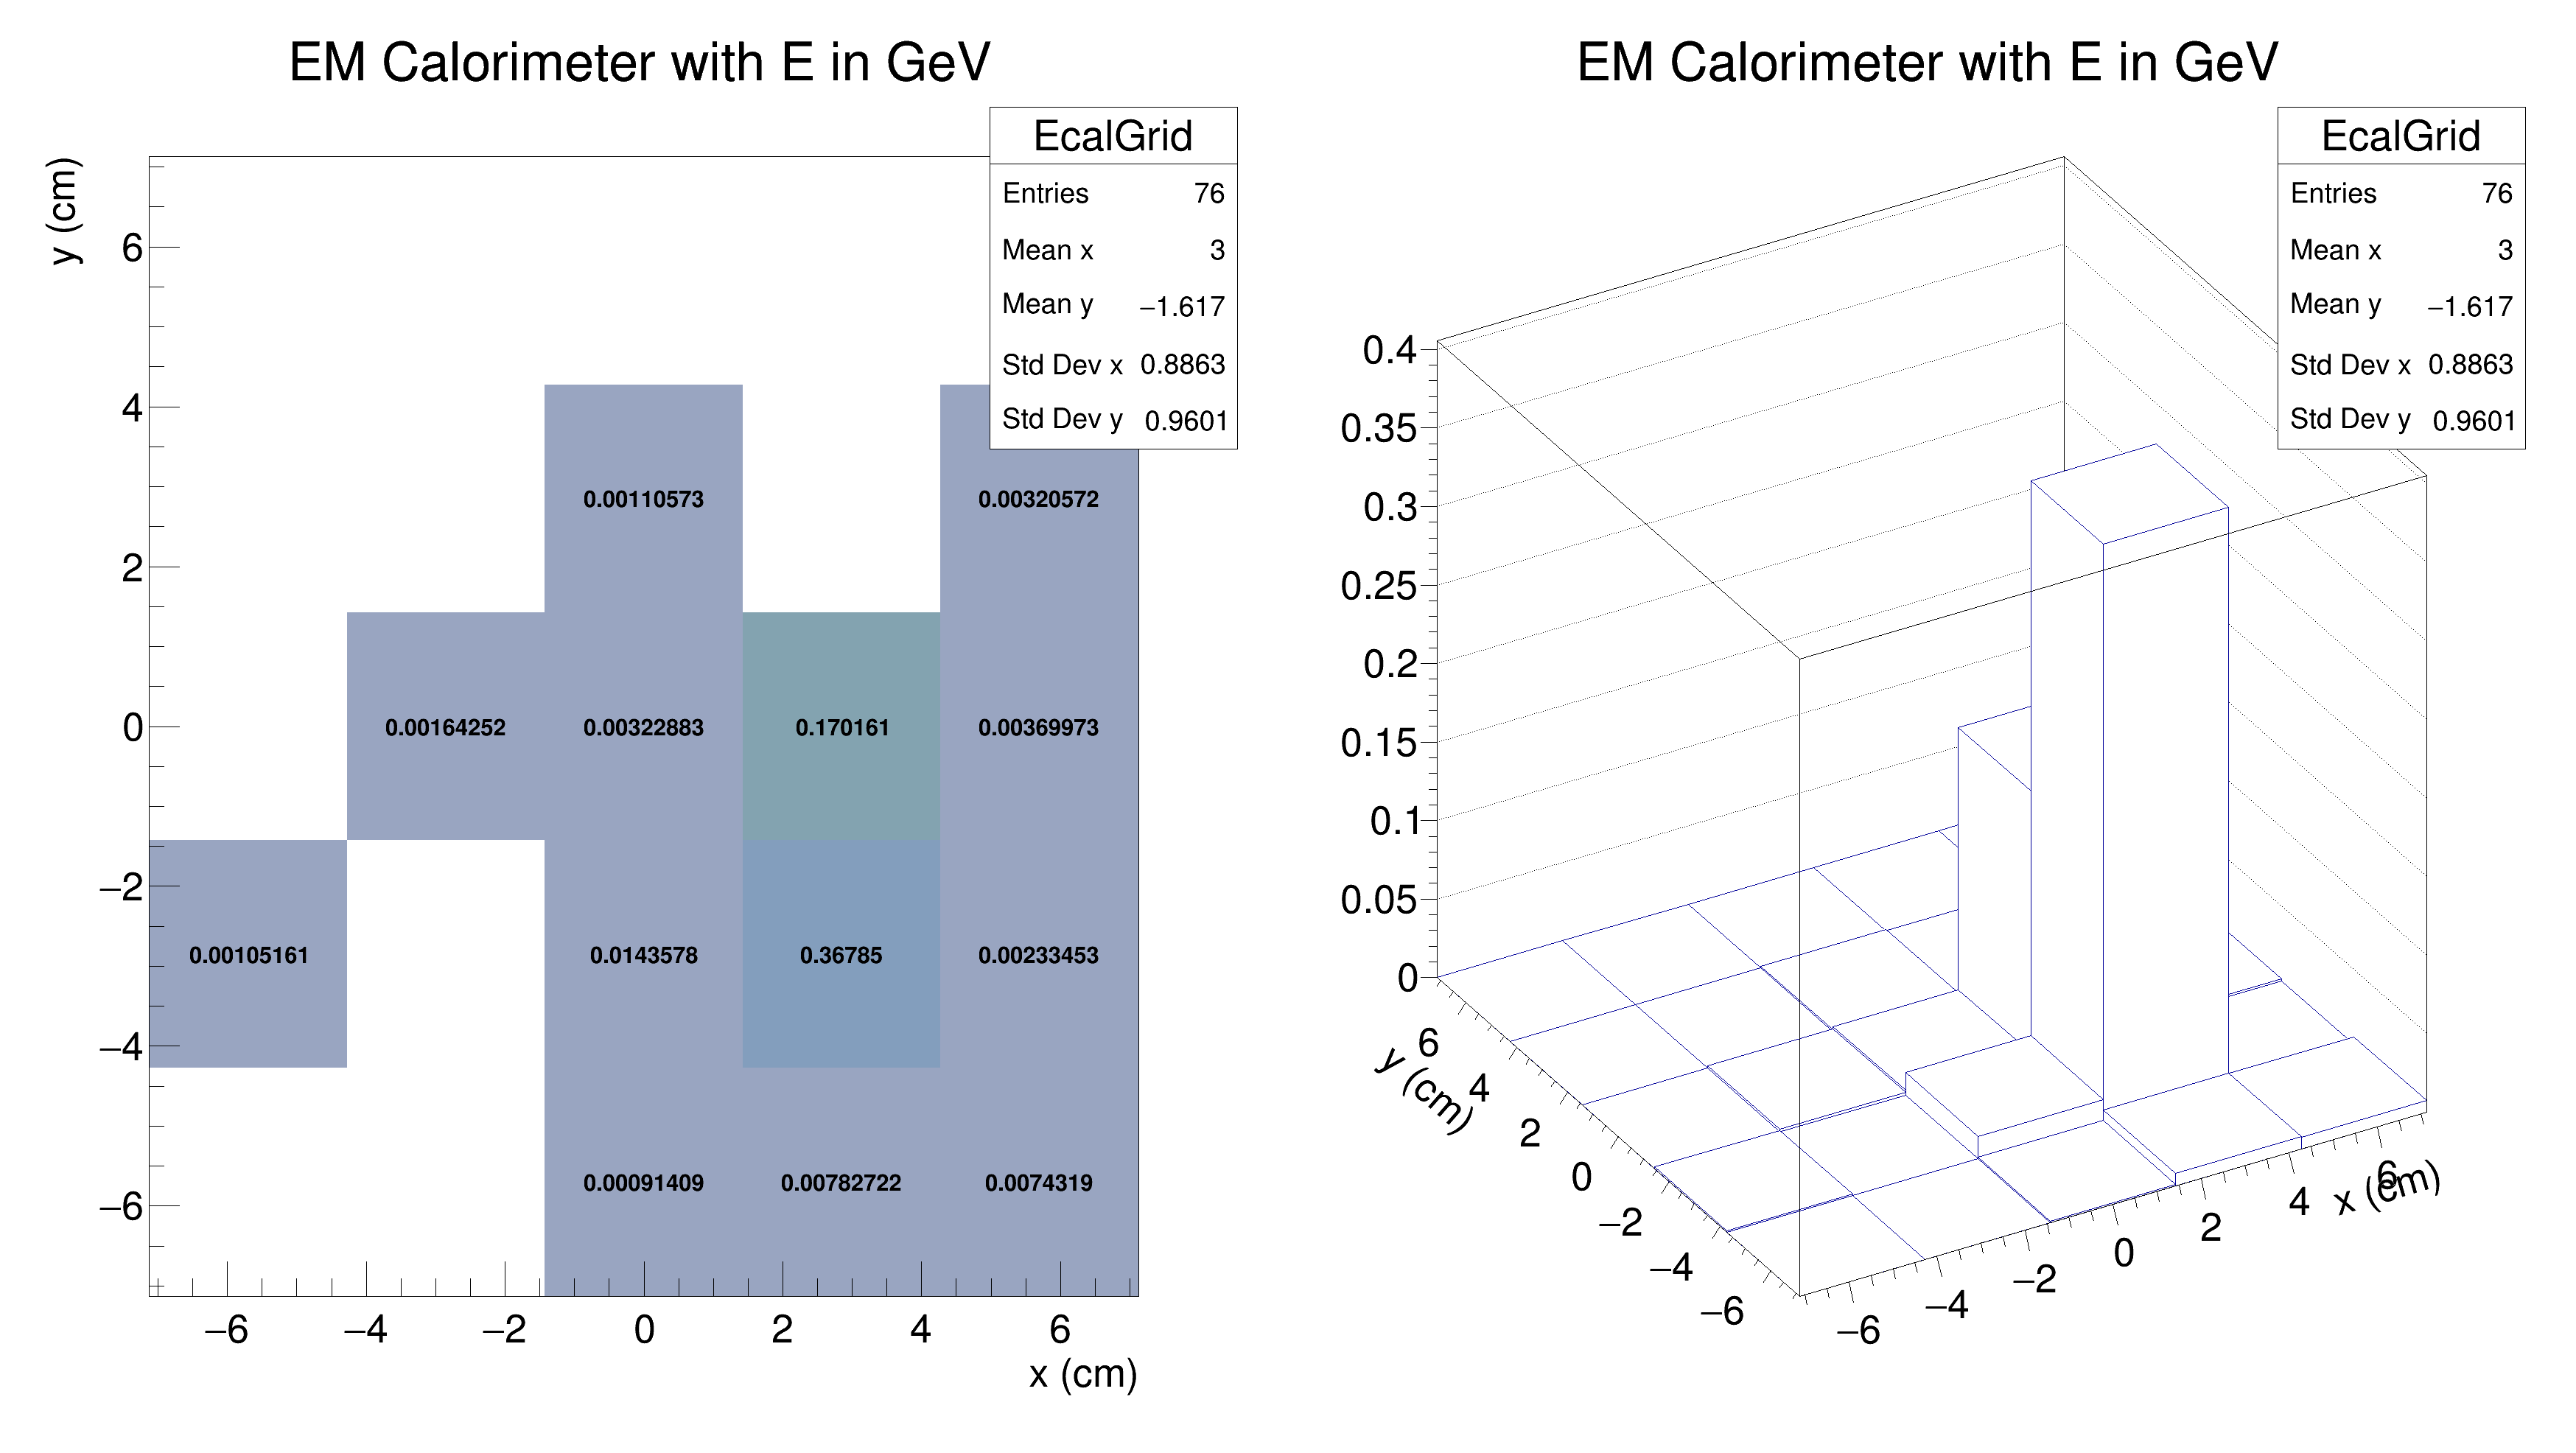 EM Calorimeter with E in GeV
EcalGrid
Entries 76
Mean x 3
Mean y −1.617
Std Dev x 0.8863
Std Dev y 0.9601
y (cm)
6
4
2
0
−2
−4
−6
0.00110573 0.00320572
0.00164252 0.00322883 0.170161 0.00369973
0.00105161 0.0143578 0.36785 0.00233453
0.00091409 0.00782722 0.0074319
−6 −4 −2 0 2 4 6
x (cm)
EM Calorimeter with E in GeV
EcalGrid
Entries 76
Mean x 3
Mean y −1.617
Std Dev x 0.8863
Std Dev y 0.9601
0.4
0.35
0.3
0.25
0.2
0.15
0.1
0.05
0
y (cm)
6
4
2
0
−2
−4
−6
−6 −4 −2 0 2 4 6
x (cm)